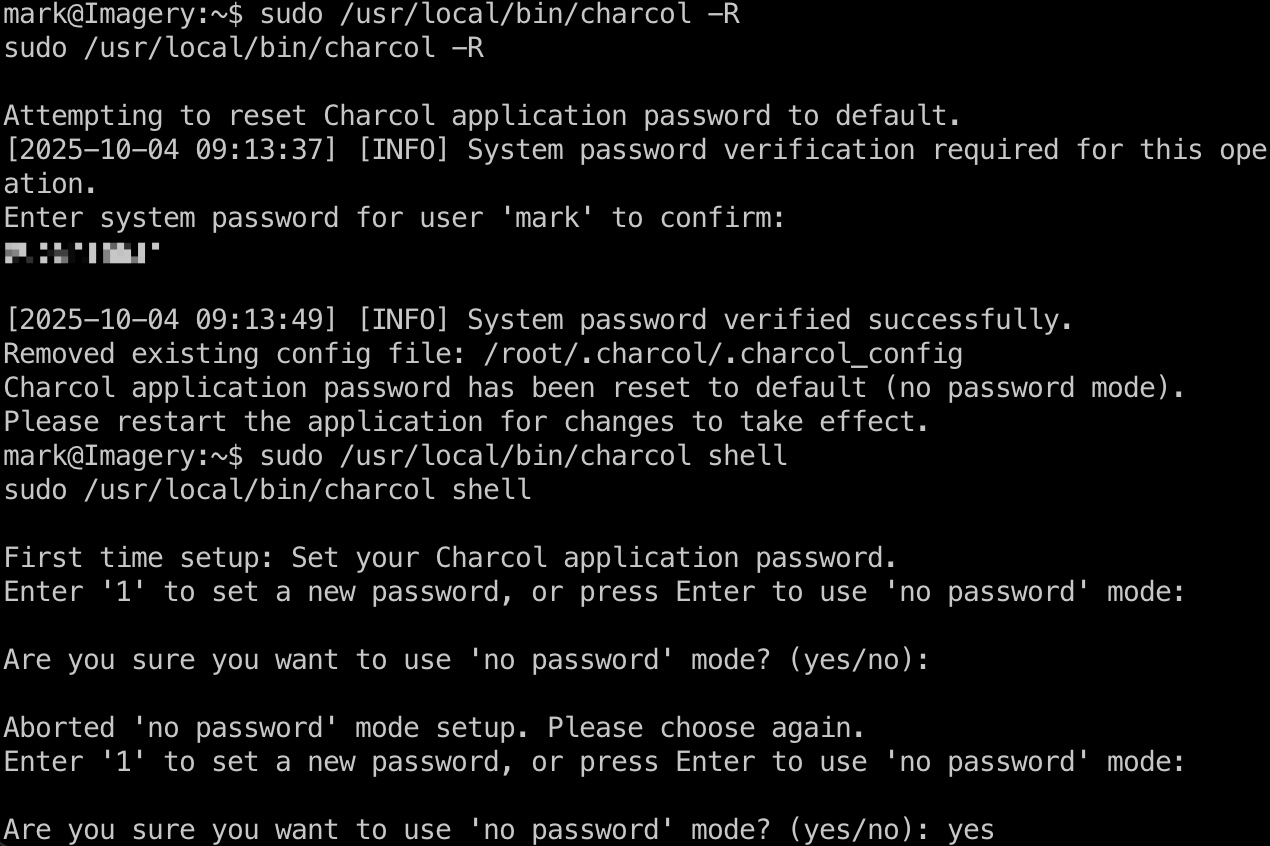 mark@Imagery:~$ sudo /usr/local/bin/charcol -R
sudo /usr/local/bin/charcol -R
Attempting to reset Charcol application password to default.
[2025-10-04 09:13:37] [INFO] System password verification required for this ope
ation.
Enter system password for user 'mark' to confirm:
[2025-10-04 09:13:49] [INFO] System password verified successfully.
Removed existing config file: /root/.charcol/.charcol_config
Charcol application password has been reset to default (no password mode).
Please restart the application for changes to take effect.
mark@Imagery:~$ sudo /usr/local/bin/charcol shell
sudo /usr/local/bin/charcol shell
First time setup: Set your Charcol application password.
Enter '1' to set a new password, or press Enter to use 'no password' mode:
Are you sure you want to use 'no password' mode? (yes/no):
Aborted 'no password' mode setup. Please choose again.
Enter '1' to set a new password, or press Enter to use 'no password' mode:
Are you sure you want to use 'no password' mode? (yes/no): yes